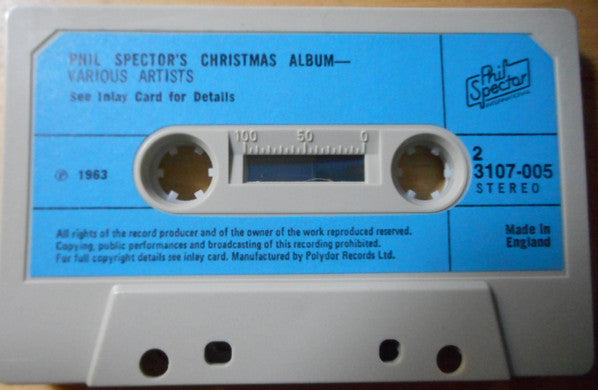 PHIL SPECTOR'S CHRISTMAS ALBUM—
VARIOUS ARTISTS
See Inlay Card for Details
Phil
Spector
INTERNATIONAL
100 50 0
℗ 1963
2
3107-005
STEREO
All rights of the record producer and of the owner of the work reproduced reserved.
Copying, public performances and broadcasting of this recording prohibited.
For full copyright details see inlay card. Manufactured by Polydor Records Ltd.
Made in
England